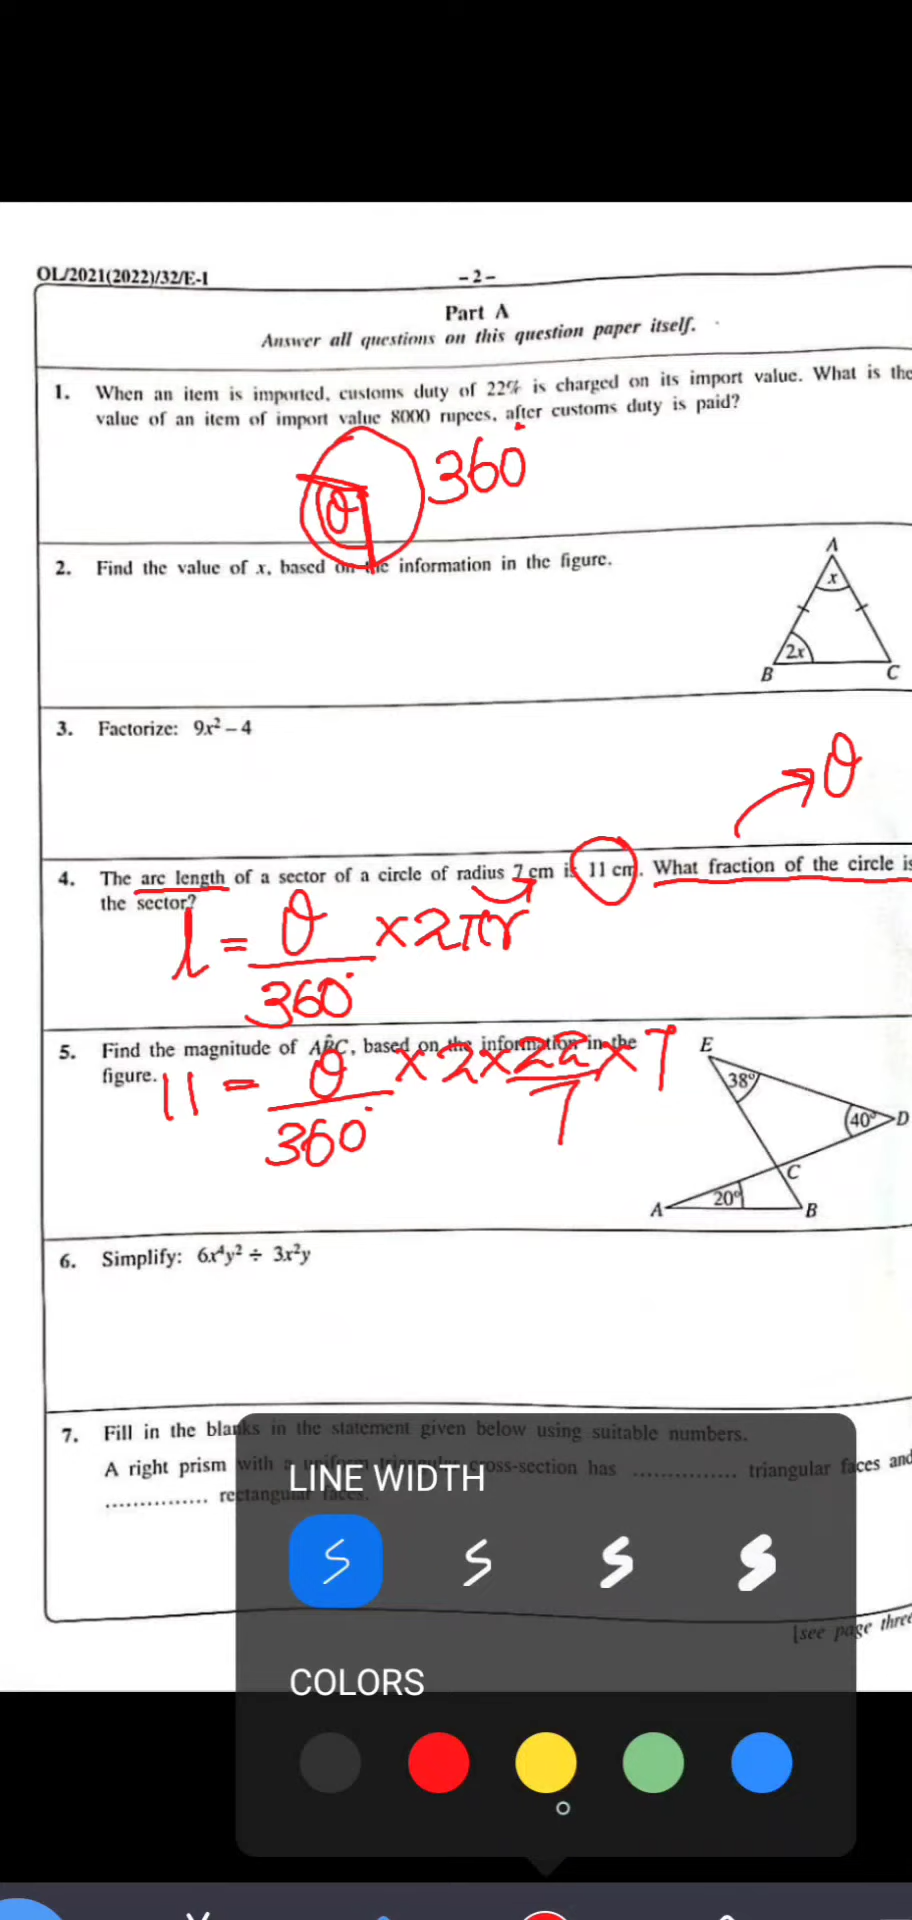 OL/2021(2022)/32/E-I
– 2 –
Part A
Answer all questions on this question paper itself.
1. When an item is imported, customs duty of 22% is charged on its import value. What is the
value of an item of import value 8000 rupees, after customs duty is paid?
θ 360°
2. Find the value of x, based on the information in the figure.
A
x
2x
B C
3. Factorize: 9x² – 4
θ
4. The arc length of a sector of a circle of radius 7 cm is 11 cm. What fraction of the circle is
the sector?
l = θ/360° × 2πr
5. Find the magnitude of AB̂C, based on the information in the
figure.
11 = θ/360° × 2 × 22/7 × 7
E
38°
40° D
C
A 20° B
6. Simplify: 6x⁴y² ÷ 3x²y
7. Fill in the blanks in the statement given below using suitable numbers.
A right prism with a uniform triangular cross-section has ............... triangular faces and
............... rectangular faces.
LINE WIDTH
[see page three
COLORS